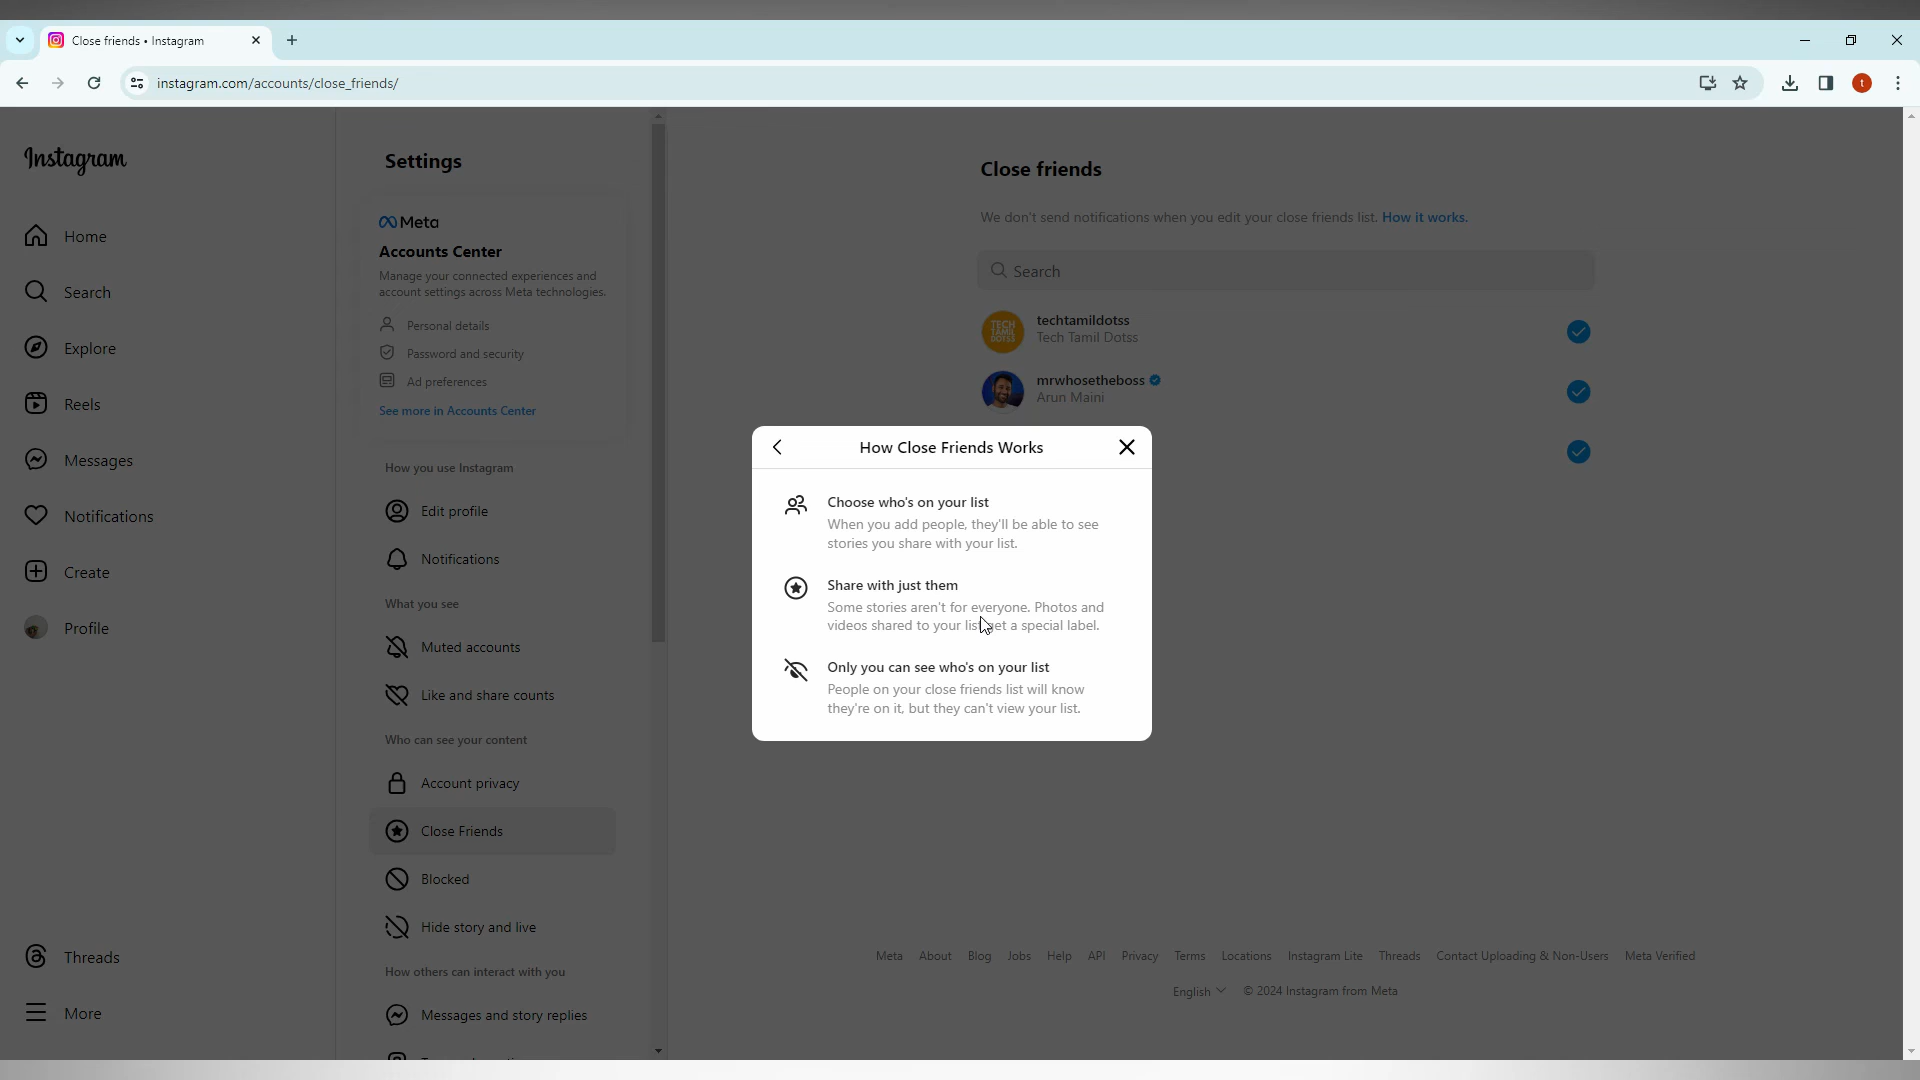 Close friends • Instagram
instagram.com/accounts/close_friends/
t
Instagram
Home
Search
Explore
Reels
Messages
Notifications
Create
Profile
Threads
More
Settings
Meta
Accounts Center
Manage your connected experiences and
account settings across Meta technologies.
Personal details
Password and security
Ad preferences
See more in Accounts Center
How you use Instagram
Edit profile
Notifications
What you see
Muted accounts
Like and share counts
Who can see your content
Account privacy
Close Friends
Blocked
Hide story and live
How others can interact with you
Messages and story replies
Close friends
We don't send notifications when you edit your close friends list. How it works.
Search
TECH
TAMIL
DOTSS
techtamildotss
Tech Tamil Dotss
mrwhosetheboss
Arun Maini
How Close Friends Works
Choose who's on your list
When you add people, they'll be able to see
stories you share with your list.
Share with just them
Some stories aren't for everyone. Photos and
videos shared to your list get a special label.
Only you can see who's on your list
People on your close friends list will know
they're on it, but they can't view your list.
Meta About Blog Jobs Help API Privacy Terms Locations Instagram Lite Threads Contact Uploading & Non-Users Meta Verified
English © 2024 Instagram from Meta